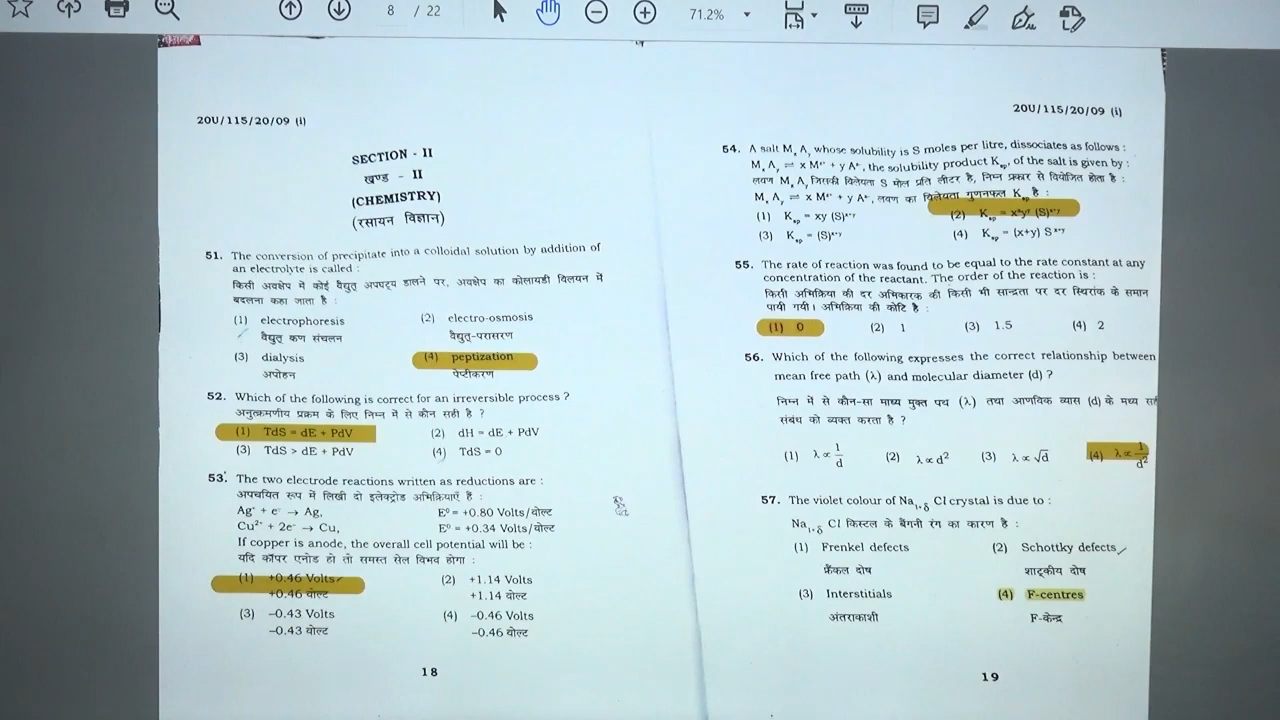 8 / 22
71.2%
20U/115/20/09 (i)
SECTION - II
खण्ड - II
(CHEMISTRY)
(रसायन विज्ञान)
51. The conversion of precipitate into a colloidal solution by addition of
an electrolyte is called :
किसी अवक्षेप में कोई वैद्युत् अपघट्य डालने पर, अवक्षेप का कोलायडी विलयन में
बदलना कहा जाता है :
(1) electrophoresis (2) electro-osmosis
वैद्युत् कण संचलन वैद्युत्-परासरण
(3) dialysis (4) peptization
अपोहन पेप्टीकरण
52. Which of the following is correct for an irreversible process ?
अनुत्क्रमणीय प्रक्रम के लिए निम्न में से कौन सही है ?
(1) TdS = dE + PdV (2) dH = dE + PdV
(3) TdS > dE + PdV (4) TdS = 0
53. The two electrode reactions written as reductions are :
अपचयित रूप में लिखी दो इलेक्ट्रोड अभिक्रियाएँ हैं :
Ag⁺ + e⁻ → Ag, E⁰ = +0.80 Volts/वोल्ट
Cu²⁺ + 2e⁻ → Cu, E⁰ = +0.34 Volts/वोल्ट
If copper is anode, the overall cell potential will be :
यदि कॉपर एनोड हो तो समस्त सेल विभव होगा :
(1) +0.46 Volts (2) +1.14 Volts
+0.46 वोल्ट +1.14 वोल्ट
(3) –0.43 Volts (4) –0.46 Volts
–0.43 वोल्ट –0.46 वोल्ट
18
20U/115/20/09 (i)
54. A salt MₓAᵧ whose solubility is S moles per litre, dissociates as follows :
MₓAᵧ ⇌ x Mᵃ⁺ + y A⁺, the solubility product Kₛₚ, of the salt is given by :
लवण MₓAᵧ जिसकी विलेयता S मोल प्रति लीटर है, निम्न प्रकार से वियोजित होता है :
MₓAᵧ ⇌ x Mᵃ⁺ + y A⁺, लवण का विलेयता गुणनफल Kₛₚ है :
(1) Kₛₚ = xy (S)ˣ⁺ʸ (2) Kₛₚ = xˣyʸ (S)ˣ⁺ʸ
(3) Kₛₚ = (S)ˣ⁺ʸ (4) Kₛₚ = (x+y) Sˣ⁺ʸ
55. The rate of reaction was found to be equal to the rate constant at any
concentration of the reactant. The order of the reaction is :
किसी अभिक्रिया की दर अभिकारक की किसी भी सान्द्रता पर दर स्थिरांक के समान
पायी गयी। अभिक्रिया की कोटि है :
(1) 0 (2) 1 (3) 1.5 (4) 2
56. Which of the following expresses the correct relationship between
mean free path (λ) and molecular diameter (d) ?
निम्न में से कौन-सा माध्य मुक्त पथ (λ) तथा आणविक व्यास (d) के मध्य
संबंध को व्यक्त करता है ?
(1) λ ∝ 1/d (2) λ ∝ d² (3) λ ∝ √d (4) λ ∝ 1/d²
57. The violet colour of Na₁₊δ Cl crystal is due to :
Na₁₊δ Cl क्रिस्टल के बैंगनी रंग का कारण है :
(1) Frenkel defects (2) Schottky defects
फ्रैंकल दोष शाट्कीय दोष
(3) Interstitials (4) F-centres
अंतराकाशी F-केन्द्र
19